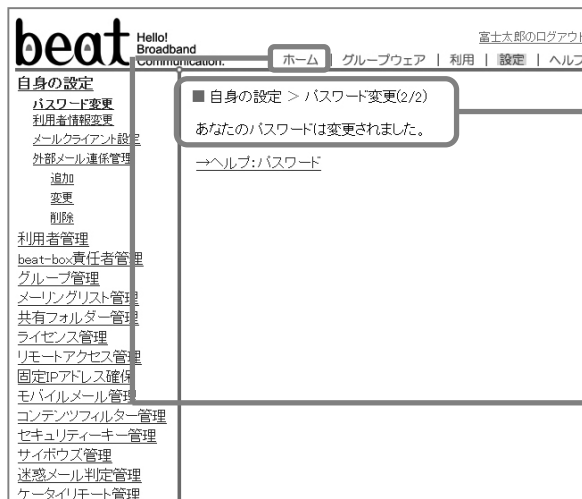 beat
Hello!
Broadband
Communication.
富士太郎のログアウト
ホーム | グループウェア | 利用 | 設定 | ヘルプ
自身の設定
パスワード変更
利用者情報変更
メールクライアント設定
外部メール連係管理
追加
変更
削除
利用者管理
beat-box責任者管理
グループ管理
メーリングリスト管理
共有フォルダー管理
ライセンス管理
リモートアクセス管理
固定IPアドレス確保
モバイルメール管理
コンテンツフィルター管理
セキュリティーキー管理
サイボウズ管理
迷惑メール判定管理
ケータイリモート管理
■ 自身の設定 > パスワード変更(2/2)
あなたのパスワードは変更されました。
→ヘルプ:パスワード